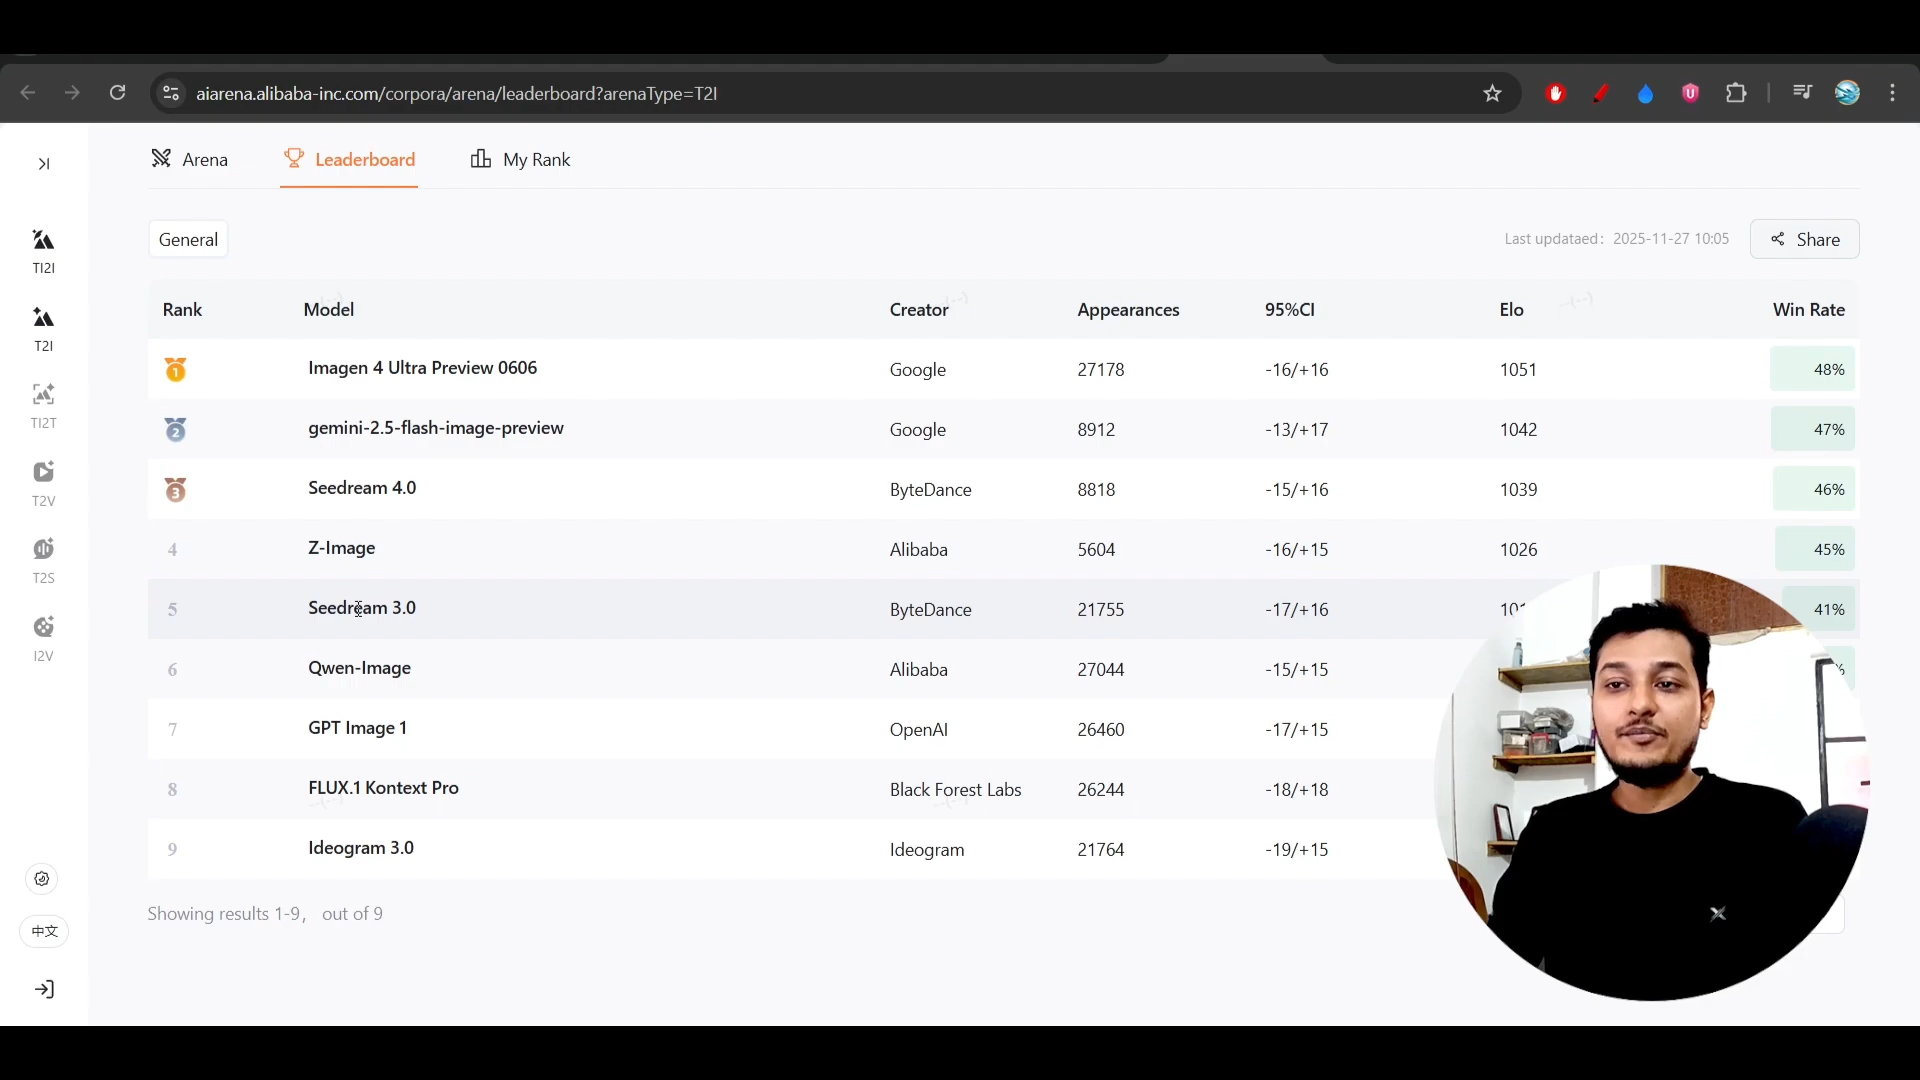 aiarena.alibaba-inc.com/corpora/arena/leaderboard?arenaType=T2I
Arena Leaderboard My Rank
General Last updataed: 2025-11-27 10:05 Share
TI2I
T2I
TI2T
T2V
T2S
I2V
中文
Rank Model Creator Appearances 95%CI Elo Win Rate
1 Imagen 4 Ultra Preview 0606 Google 27178 -16/+16 1051 48%
2 gemini-2.5-flash-image-preview Google 8912 -13/+17 1042 47%
3 Seedream 4.0 ByteDance 8818 -15/+16 1039 46%
4 Z-Image Alibaba 5604 -16/+15 1026 45%
5 Seedream 3.0 ByteDance 21755 -17/+16 41%
6 Qwen-Image Alibaba 27044 -15/+15
7 GPT Image 1 OpenAI 26460 -17/+15
8 FLUX.1 Kontext Pro Black Forest Labs 26244 -18/+18
9 Ideogram 3.0 Ideogram 21764 -19/+15
Showing results 1-9, out of 9